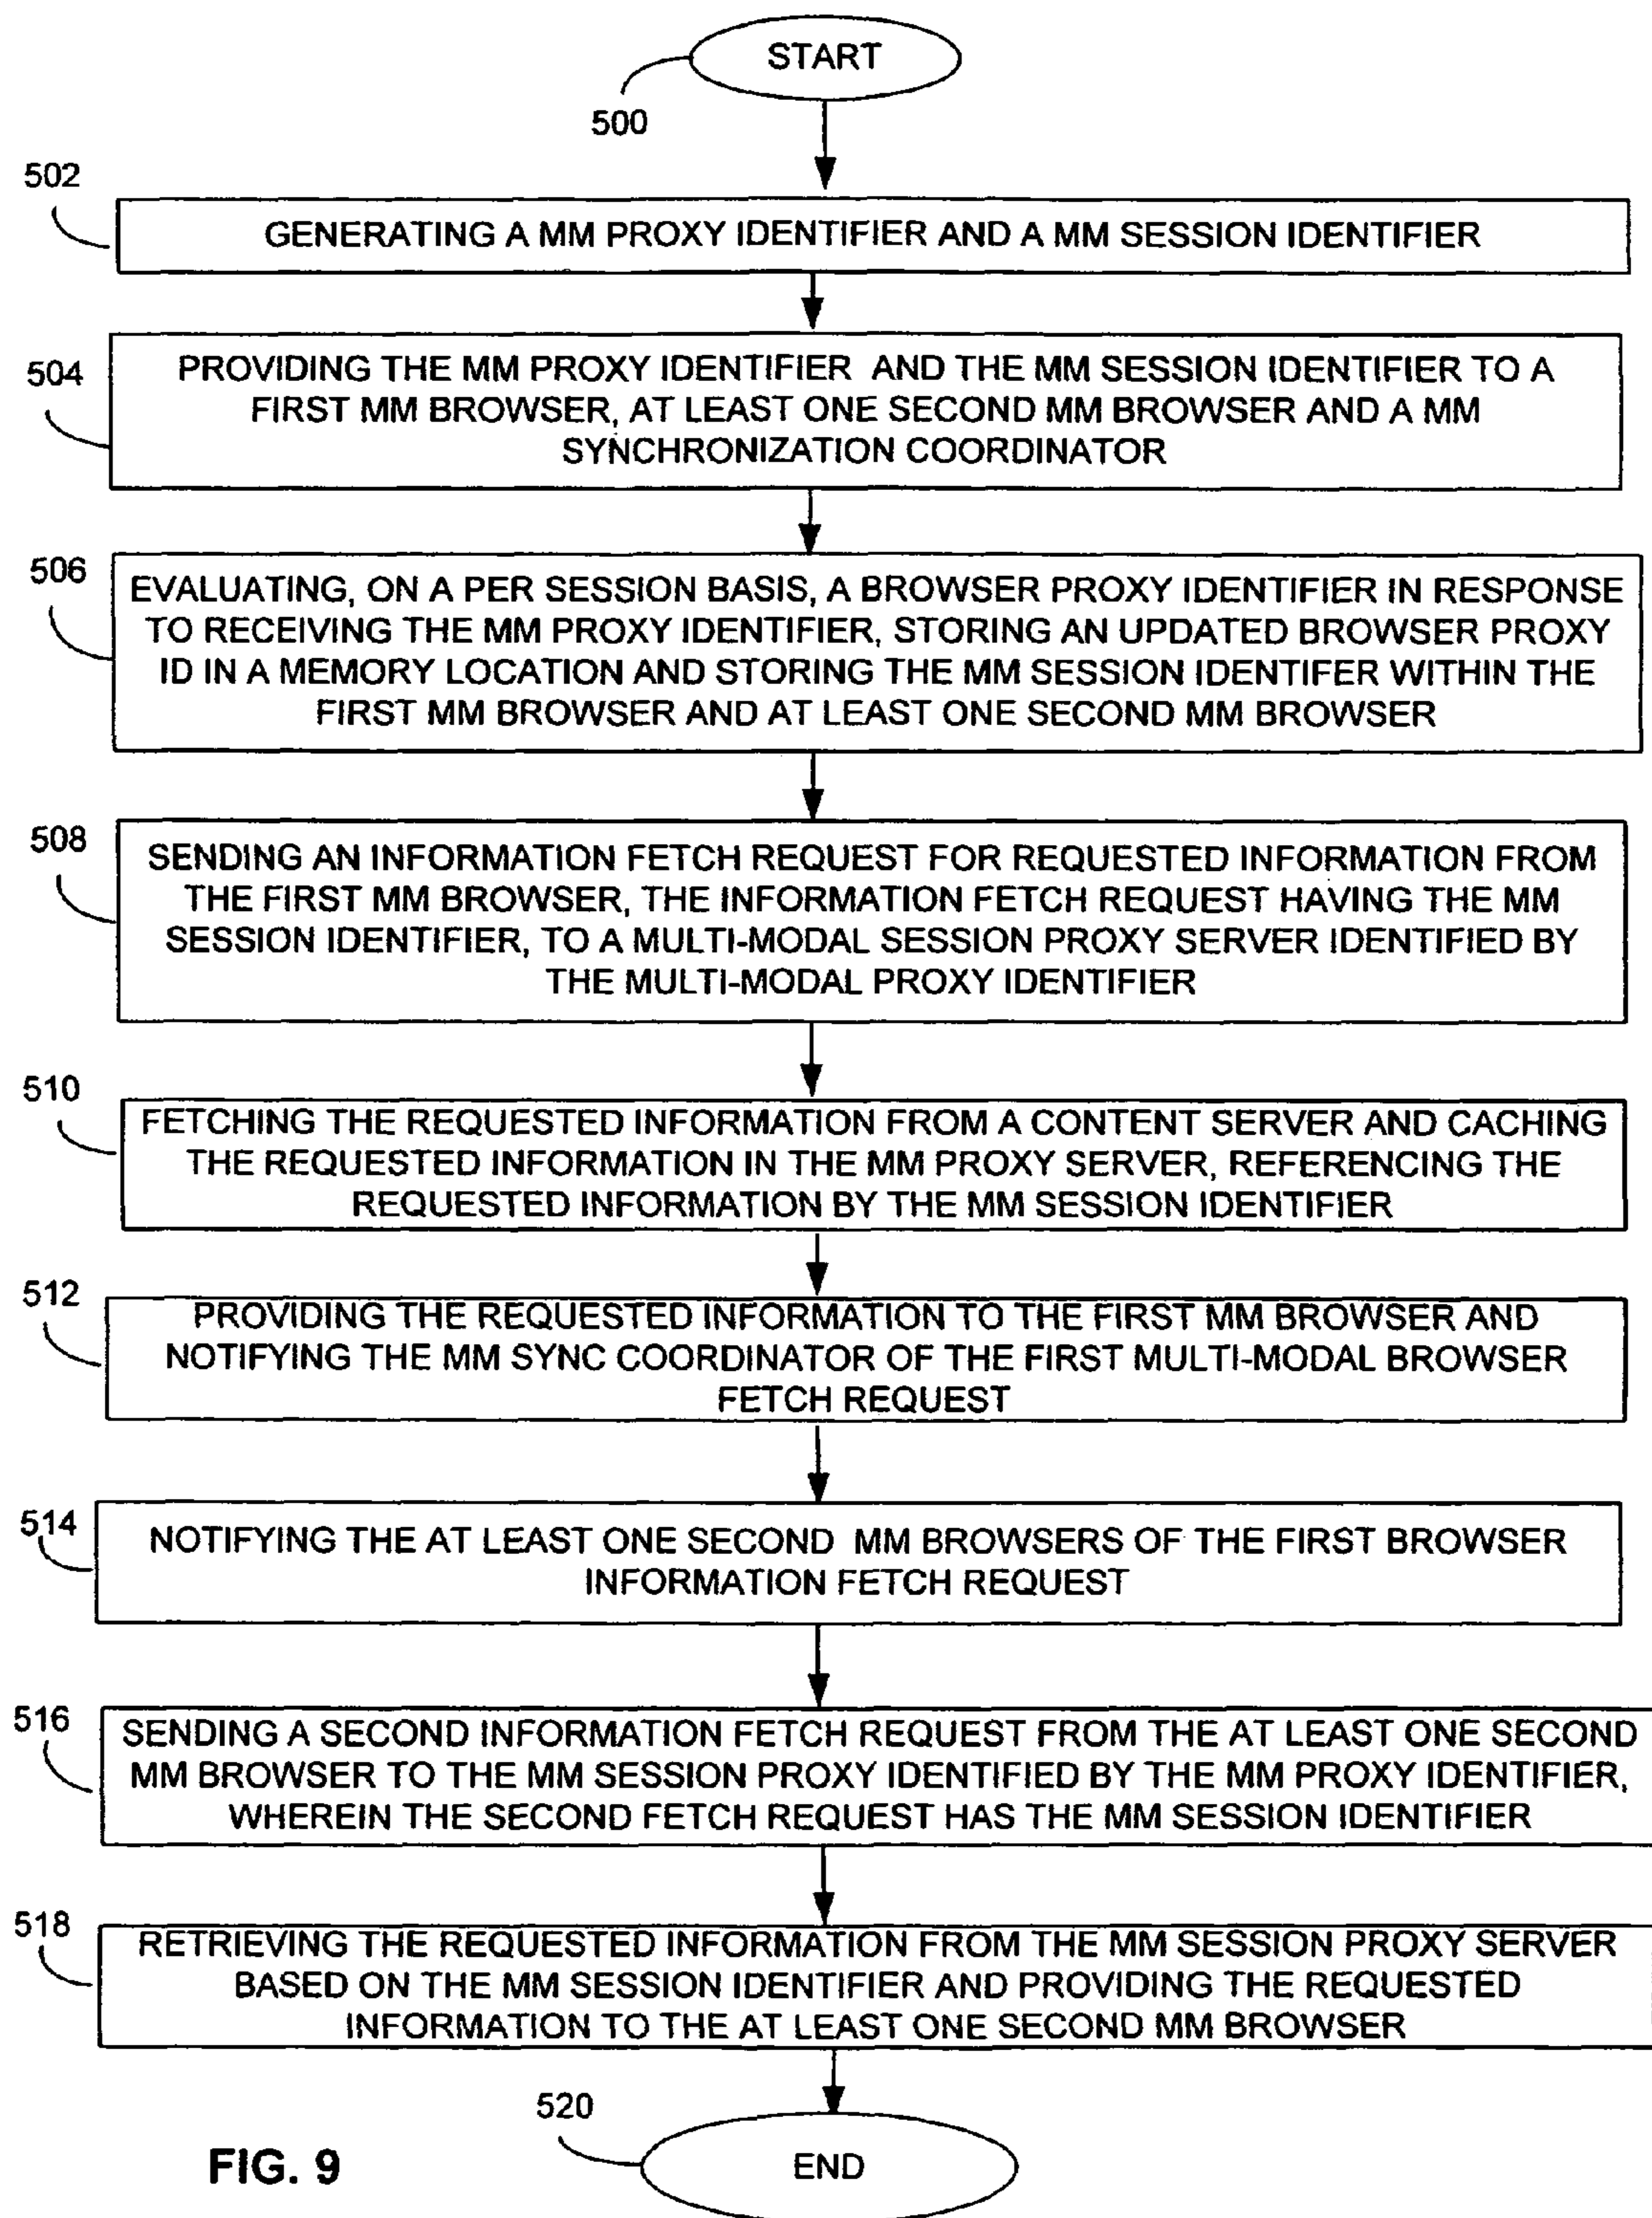 START
500
502
GENERATING A MM PROXY IDENTIFIER AND A MM SESSION IDENTIFIER
504
PROVIDING THE MM PROXY IDENTIFIER AND THE MM SESSION IDENTIFIER TO A
FIRST MM BROWSER, AT LEAST ONE SECOND MM BROWSER AND A MM
SYNCHRONIZATION COORDINATOR
506
EVALUATING, ON A PER SESSION BASIS, A BROWSER PROXY IDENTIFIER IN RESPONSE
TO RECEIVING THE MM PROXY IDENTIFIER, STORING AN UPDATED BROWSER PROXY
ID IN A MEMORY LOCATION AND STORING THE MM SESSION IDENTIFER WITHIN THE
FIRST MM BROWSER AND AT LEAST ONE SECOND MM BROWSER
508
SENDING AN INFORMATION FETCH REQUEST FOR REQUESTED INFORMATION FROM
THE FIRST MM BROWSER, THE INFORMATION FETCH REQUEST HAVING THE MM
SESSION IDENTIFIER, TO A MULTI-MODAL SESSION PROXY SERVER IDENTIFIED BY
THE MULTI-MODAL PROXY IDENTIFIER
510
FETCHING THE REQUESTED INFORMATION FROM A CONTENT SERVER AND CACHING
THE REQUESTED INFORMATION IN THE MM PROXY SERVER, REFERENCING THE
REQUESTED INFORMATION BY THE MM SESSION IDENTIFIER
512
PROVIDING THE REQUESTED INFORMATION TO THE FIRST MM BROWSER AND
NOTIFYING THE MM SYNC COORDINATOR OF THE FIRST MULTI-MODAL BROWSER
FETCH REQUEST
514
NOTIFYING THE AT LEAST ONE SECOND MM BROWSERS OF THE FIRST BROWSER
INFORMATION FETCH REQUEST
516
SENDING A SECOND INFORMATION FETCH REQUEST FROM THE AT LEAST ONE SECOND
MM BROWSER TO THE MM SESSION PROXY IDENTIFIED BY THE MM PROXY IDENTIFIER,
WHEREIN THE SECOND FETCH REQUEST HAS THE MM SESSION IDENTIFIER
518
RETRIEVING THE REQUESTED INFORMATION FROM THE MM SESSION PROXY SERVER
BASED ON THE MM SESSION IDENTIFIER AND PROVIDING THE REQUESTED
INFORMATION TO THE AT LEAST ONE SECOND MM BROWSER
520
END
FIG. 9